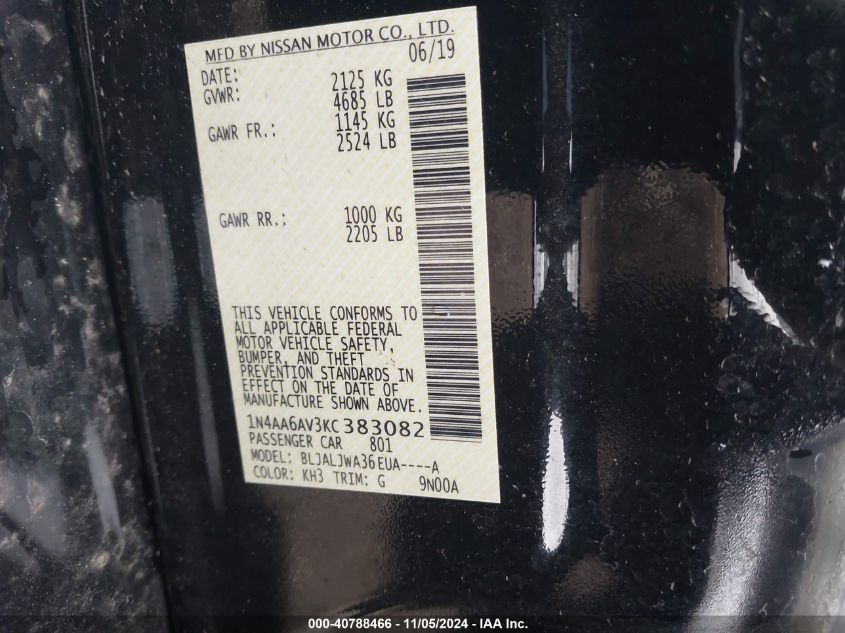 MFD BY NISSAN MOTOR CO., LTD.
DATE: 06/19
GVWR: 2125 KG
4685 LB
GAWR FR.: 1145 KG
2524 LB
GAWR RR.: 1000 KG
2205 LB
THIS VEHICLE CONFORMS TO
ALL APPLICABLE FEDERAL
MOTOR VEHICLE SAFETY,
BUMPER, AND THEFT
PREVENTION STANDARDS IN
EFFECT ON THE DATE OF
MANUFACTURE SHOWN ABOVE.
1N4AA6AV3KC383082
PASSENGER CAR 801
MODEL: BLJALJWA36EUA----A
COLOR: KH3 TRIM: G 9N00A
000-40788466 - 11/05/2024 - IAA Inc.